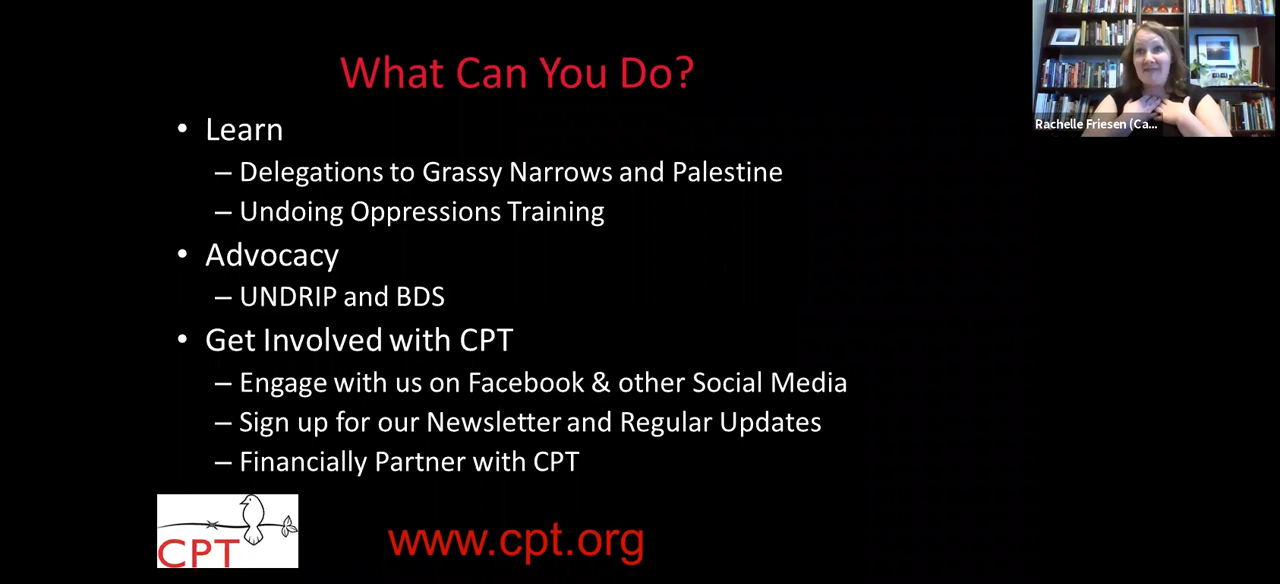 What Can You Do?
Rachelle Friesen (Ca...
• Learn
– Delegations to Grassy Narrows and Palestine
– Undoing Oppressions Training
• Advocacy
– UNDRIP and BDS
• Get Involved with CPT
– Engage with us on Facebook & other Social Media
– Sign up for our Newsletter and Regular Updates
– Financially Partner with CPT
CPT
www.cpt.org